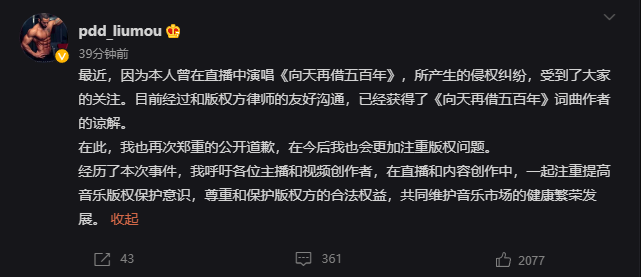 pdd_liumou
39分钟前
最近，因为本人曾在直播中演唱《向天再借五百年》，所产生的侵权纠纷，受到了大家
的关注。目前经过和版权方律师的友好沟通，已经获得了《向天再借五百年》词曲作者
的谅解。
在此，我也再次郑重的公开道歉，在今后我也会更加注重版权问题。
经历了本次事件，我呼吁各位主播和视频创作者，在直播和内容创作中，一起注重提高
音乐版权保护意识，尊重和保护版权方的合法权益，共同维护音乐市场的健康繁荣发
展。 收起
43 361 2077